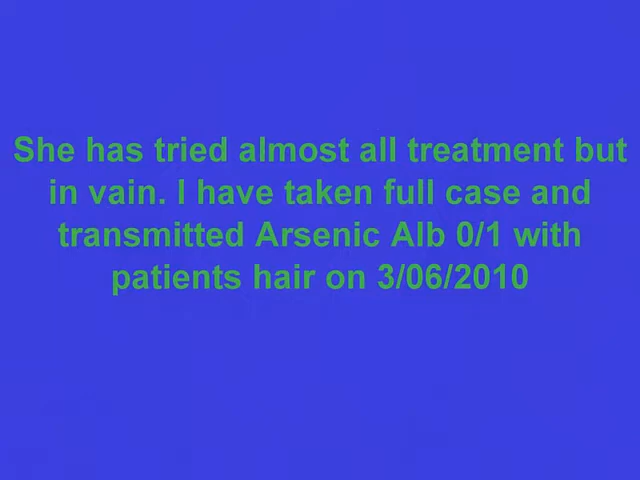 She has tried almost all treatment but
in vain. I have taken full case and
transmitted Arsenic Alb 0/1 with
patients hair on 3/06/2010